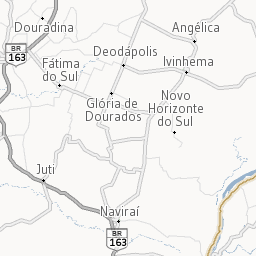 Douradina
Angélica
Deodápolis
BR
163
Ivinhema
Fátima
do Sul
Glória de
Dourados
Novo
Horizonte
do Sul
Juti
Naviraí
BR
163